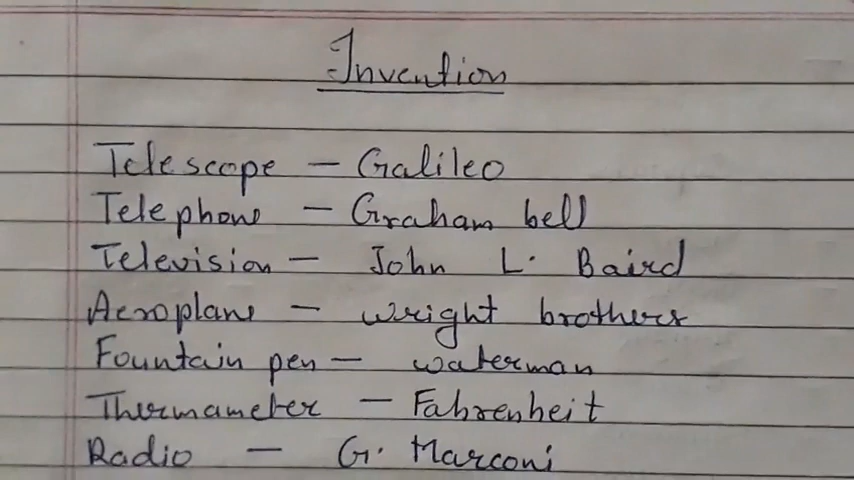 Invention
Telescope - Galileo
Telephone - Graham bell
Television - John L. Baird
Aeroplane - wright brothers
Fountain pen - waterman
Thermameter - Fahrenheit
Radio - G. Marconi